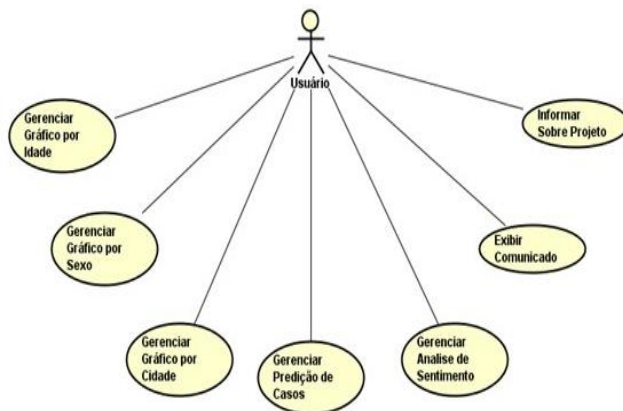 Usuário
Gerenciar
Gráfico por
Idade
Informar
Sobre Projeto
Gerenciar
Gráfico por
Sexo
Exibir
Comunicado
Gerenciar
Gráfico por
Cidade
Gerenciar
Predição de
Casos
Gerenciar
Analise de
Sentimento